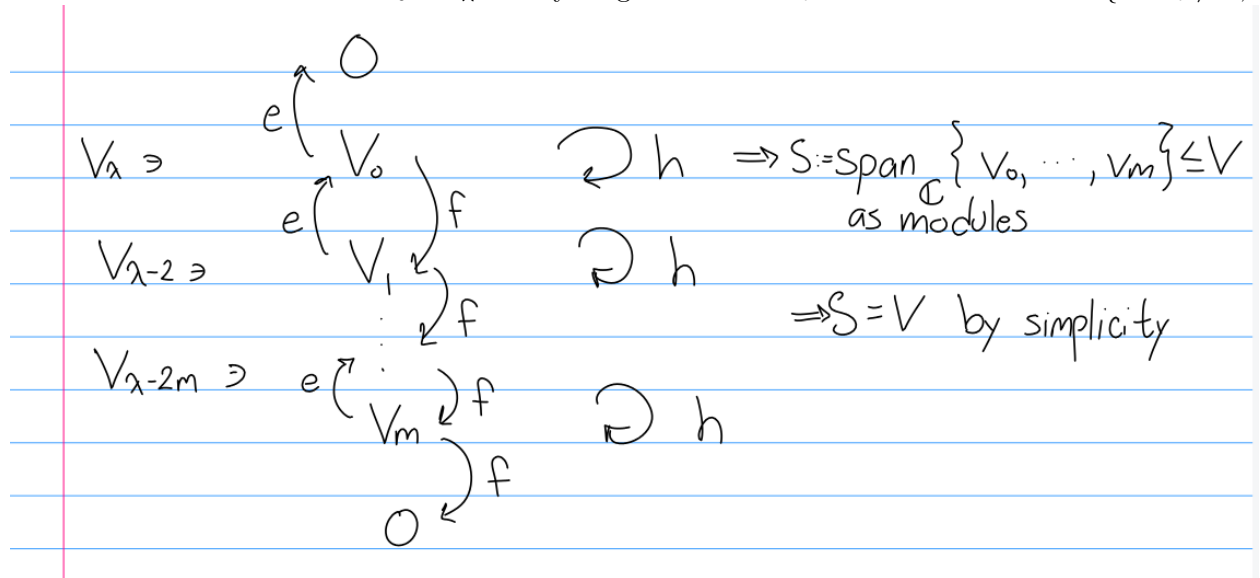 0
e
V_λ ∋ V_0 h ⇒ S:=span_ℂ {V_0, ⋯, V_m} ≤ V
e f as modules
V_{λ-2} ∋ V_1 h
f ⇒ S = V by simplicity
V_{λ-2m} ∋ e f
V_m h
f
0